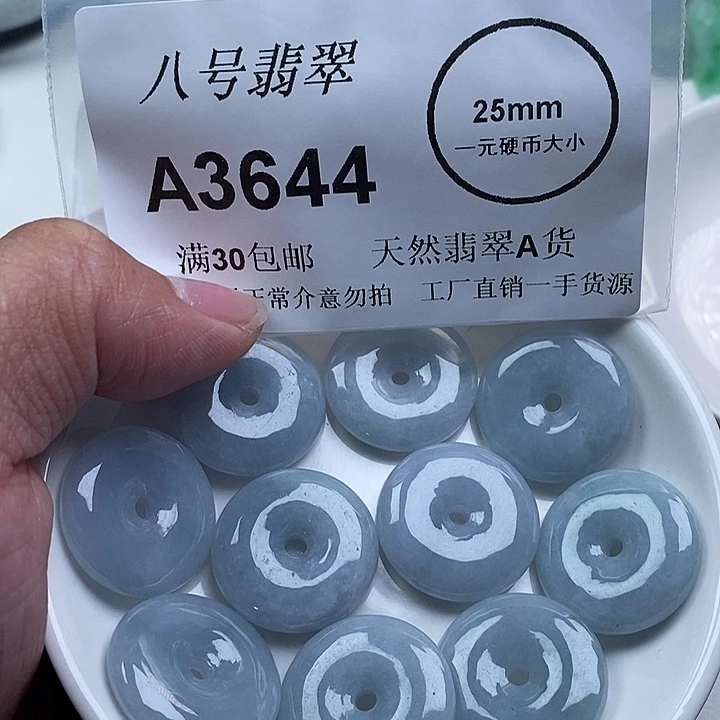 八号翡翠
25mm
一元硬币大小
A3644
满30包邮 天然翡翠A货
正常介意勿拍 工厂直销一手货源